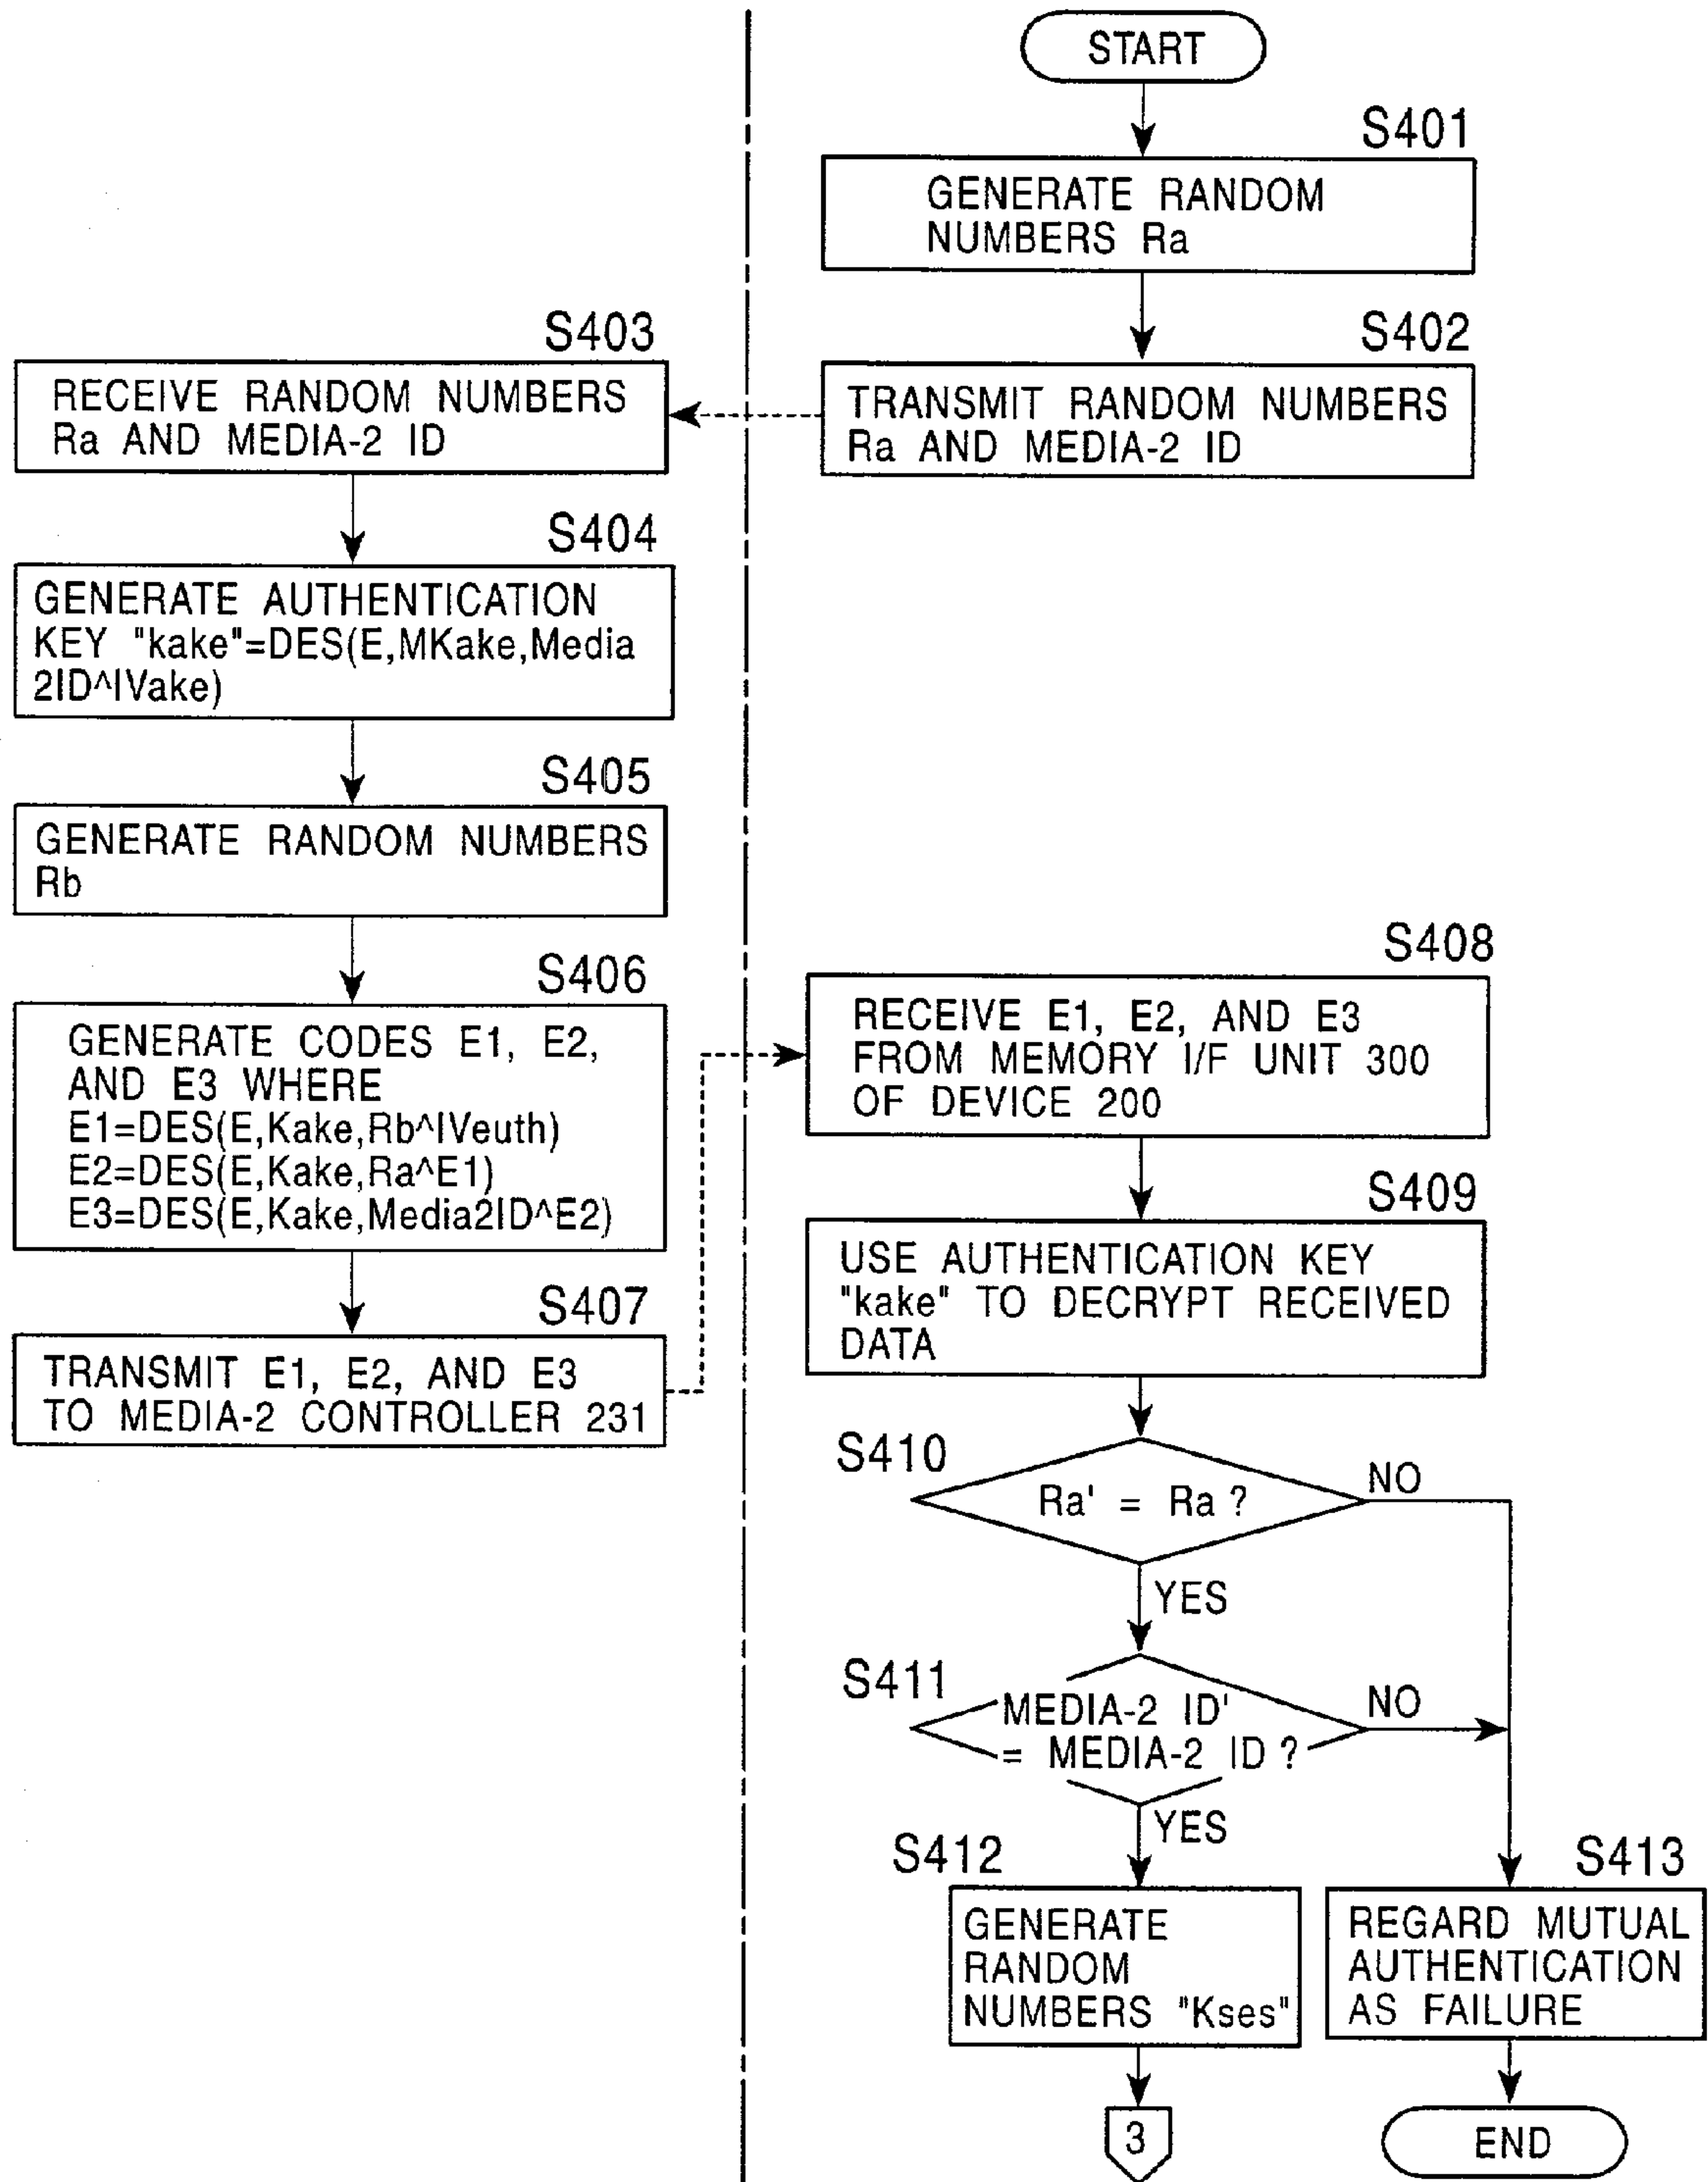 START
S401
GENERATE RANDOM
NUMBERS Ra
S402
TRANSMIT RANDOM NUMBERS
Ra AND MEDIA-2 ID
S403
RECEIVE RANDOM NUMBERS
Ra AND MEDIA-2 ID
S404
GENERATE AUTHENTICATION
KEY "kake"=DES(E,MKake,Media
2ID^IVake)
S405
GENERATE RANDOM NUMBERS
Rb
S406
GENERATE CODES E1, E2,
AND E3 WHERE
E1=DES(E,Kake,Rb^IVeuth)
E2=DES(E,Kake,Ra^E1)
E3=DES(E,Kake,Media2ID^E2)
S407
TRANSMIT E1, E2, AND E3
TO MEDIA-2 CONTROLLER 231
S408
RECEIVE E1, E2, AND E3
FROM MEMORY I/F UNIT 300
OF DEVICE 200
S409
USE AUTHENTICATION KEY
"kake" TO DECRYPT RECEIVED
DATA
S410
Ra' = Ra ?
NO
YES
S411
MEDIA-2 ID'
= MEDIA-2 ID ?
NO
YES
S412
GENERATE
RANDOM
NUMBERS "Kses"
3
S413
REGARD MUTUAL
AUTHENTICATION
AS FAILURE
END